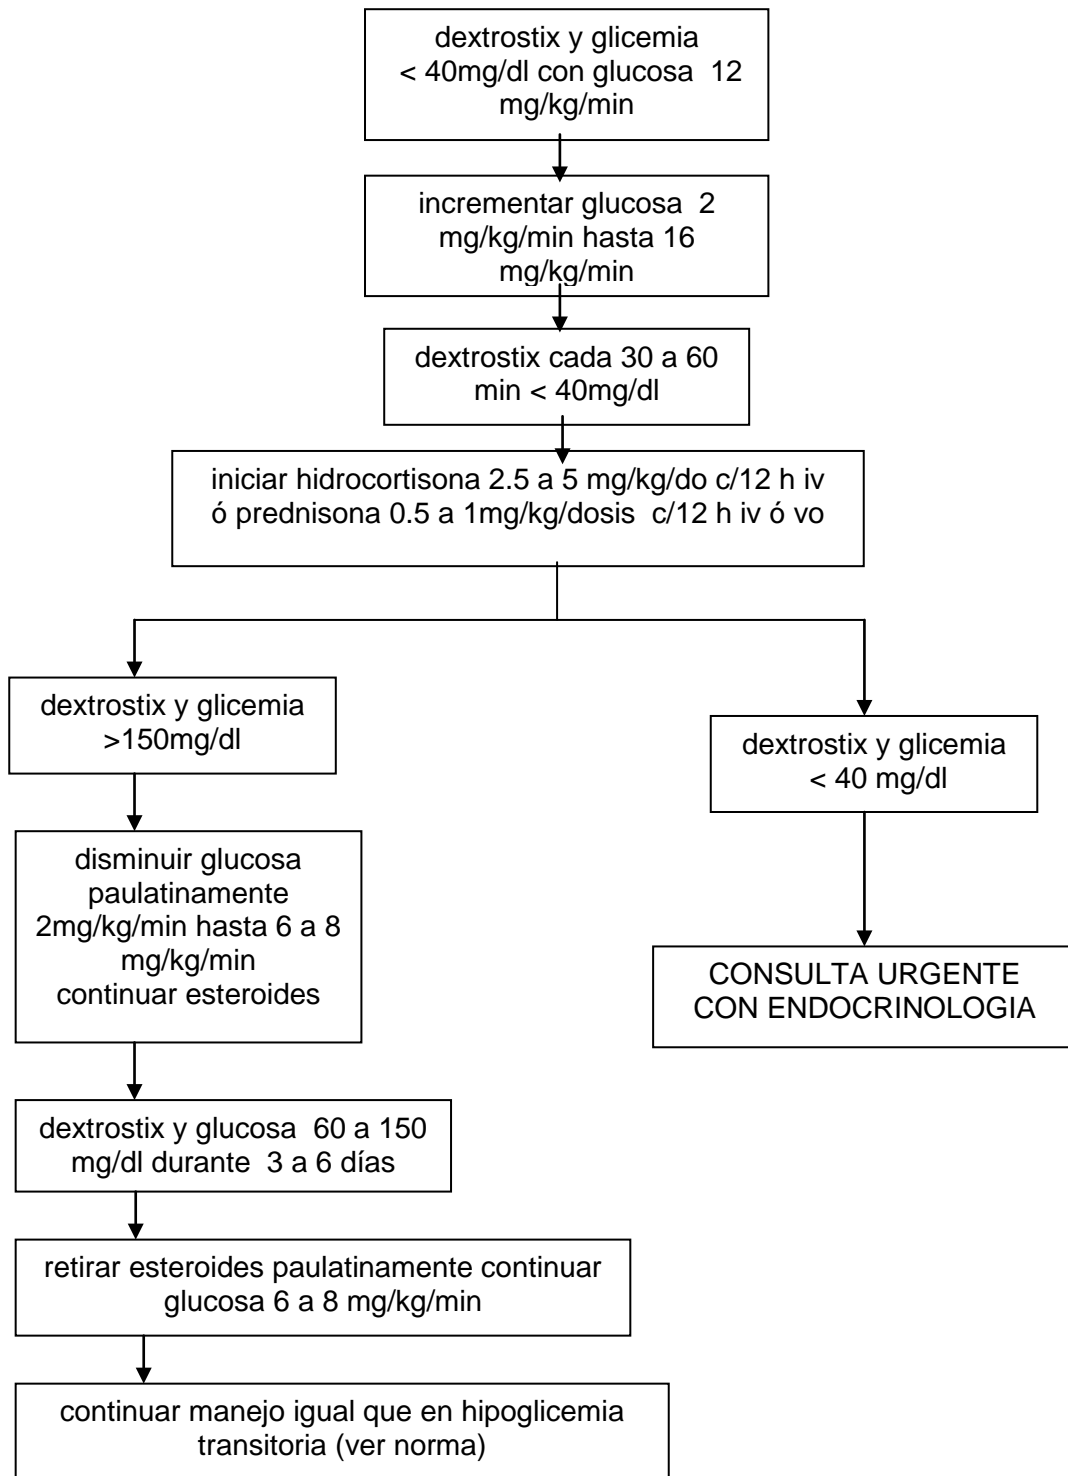 dextrostix y glicemia
< 40mg/dl con glucosa 12
mg/kg/min
incrementar glucosa 2
mg/kg/min hasta 16
mg/kg/min
dextrostix cada 30 a 60
min < 40mg/dl
iniciar hidrocortisona 2.5 a 5 mg/kg/do c/12 h iv
ó prednisona 0.5 a 1mg/kg/dosis c/12 h iv ó vo
dextrostix y glicemia
>150mg/dl
dextrostix y glicemia
< 40 mg/dl
disminuir glucosa
paulatinamente
2mg/kg/min hasta 6 a 8
mg/kg/min
continuar esteroides
CONSULTA URGENTE
CON ENDOCRINOLOGIA
dextrostix y glucosa 60 a 150
mg/dl durante 3 a 6 días
retirar esteroides paulatinamente continuar
glucosa 6 a 8 mg/kg/min
continuar manejo igual que en hipoglicemia
transitoria (ver norma)